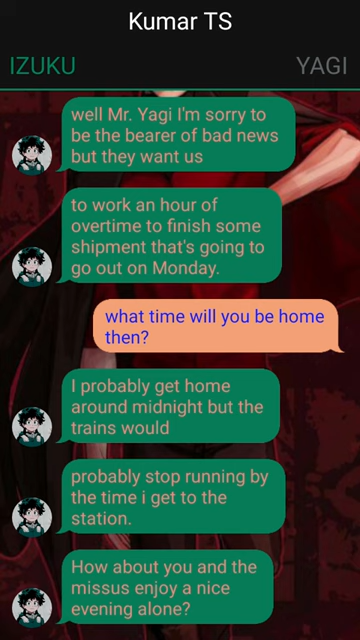 Kumar TS
IZUKU
YAGI
well Mr. Yagi I'm sorry to
be the bearer of bad news
but they want us
to work an hour of
overtime to finish some
shipment that's going to
go out on Monday.
what time will you be home
then?
I probably get home
around midnight but the
trains would
probably stop running by
the time i get to the
station.
How about you and the
missus enjoy a nice
evening alone?